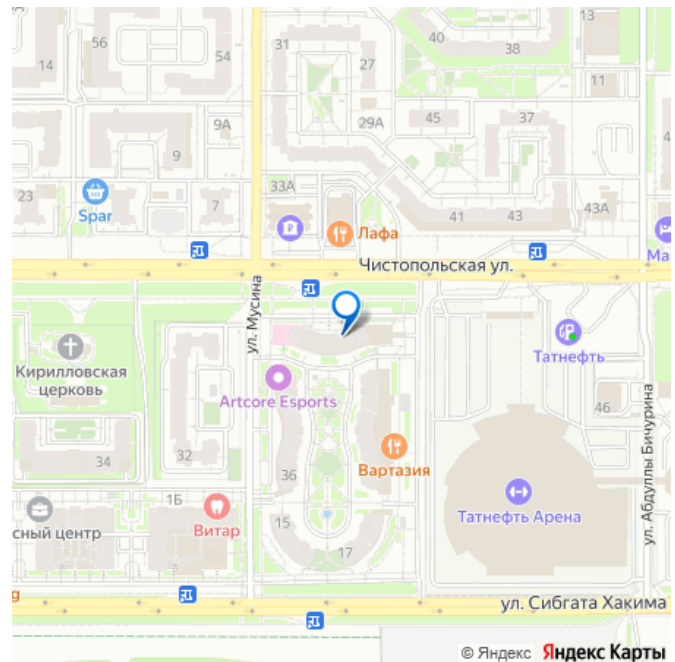 14
56
54
31
27
40
38
13
11
9А
9
29А
45
37
4
23
Spar
7
33А
Лафа
41
43
43А
Ма
Чистопольская ул.
ул. Мусина
Кирилловская
церковь
Татнефть
Artcore Esports
46
ул. Абдуллы Бичурина
34
32
36
Вартазия
1Б
Татнефть Арена
Витар
сный центр
15
17
g
ул. Сибгата Хакима
© Яндекс Яндекс Карты